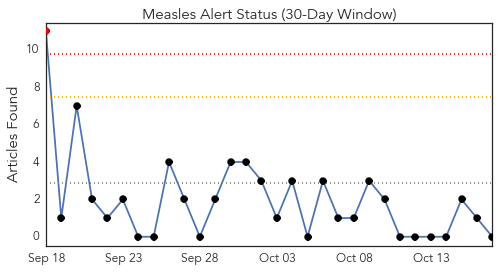 Measles Alert Status (30-Day Window)
Articles Found
10
8
6
4
2
0
Sep 18 Sep 23 Sep 28 Oct 03 Oct 08 Oct 13